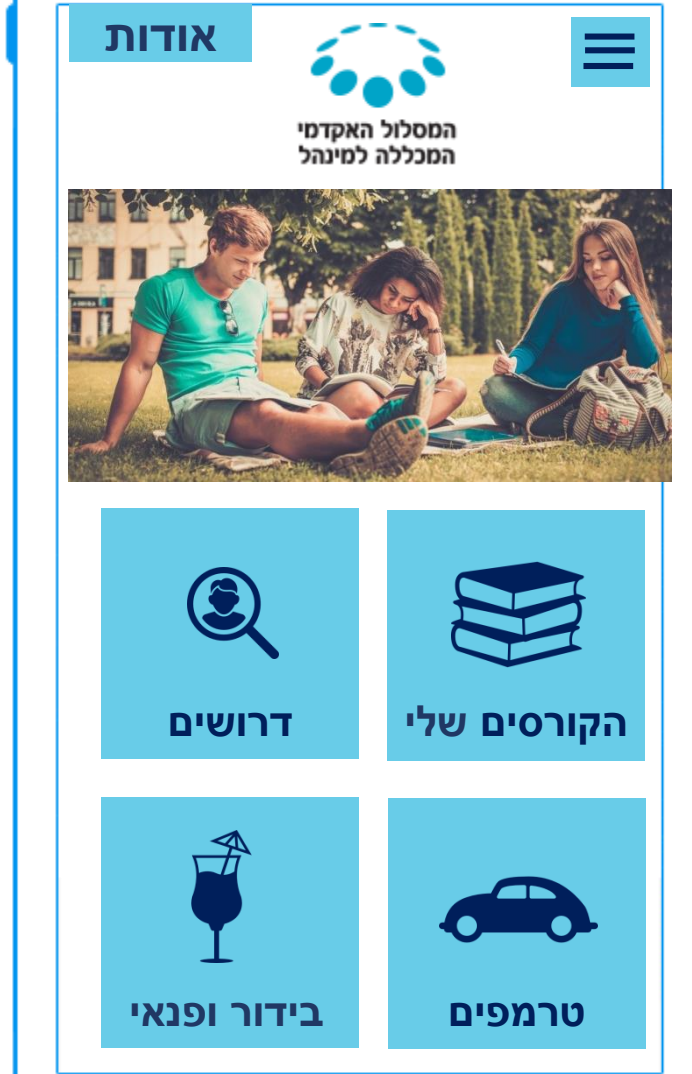 אודות
המסלול האקדמי
המכללה למינהל
הקורסים שלי
דרושים
טרמפים
בידור ופנאי